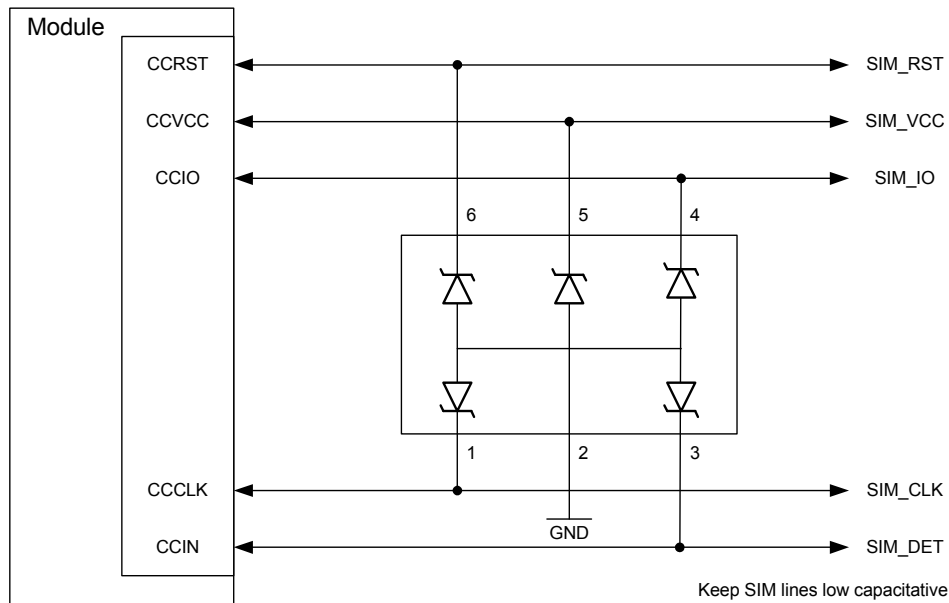 Module
CCRST
SIM_RST
CCVCC
SIM_VCC
CCIO
SIM_IO
6
5
4
1
2
3
CCCLK
SIM_CLK
GND
CCIN
SIM_DET
Keep SIM lines low capacitative